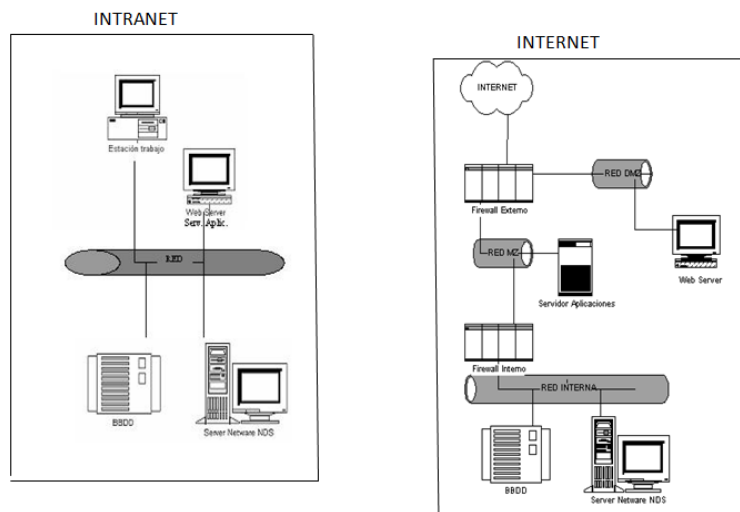 INTRANET
Estación trabajo
Web Server
Serv. Aplic.
RED
BBDD
Server Netware NDS
INTERNET
INTERNET
RED DMZ
Firewall Externo
Web Server
RED MZ
Servidor Aplicaciones
Firewall Interno
RED INTERNA
BBDD
Server Netware NDS